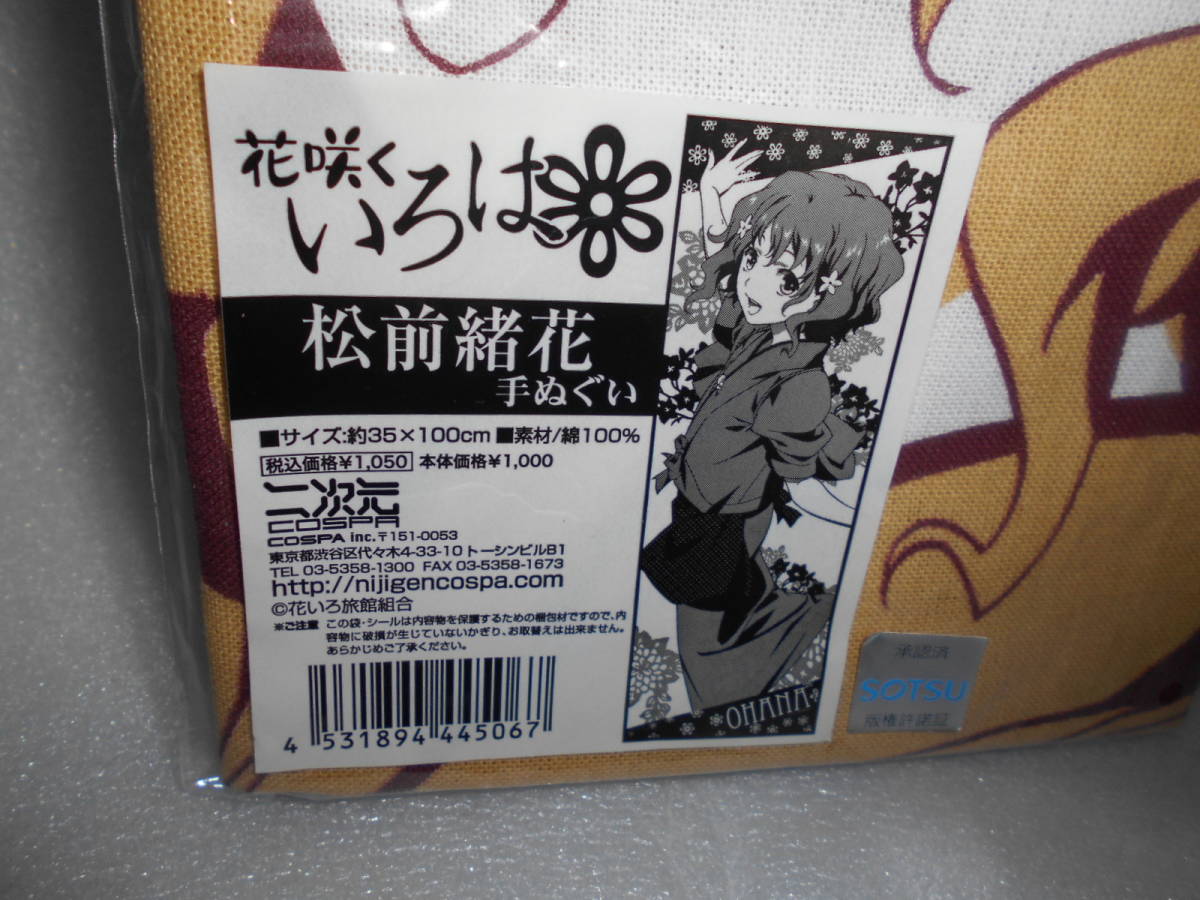 花咲く
いろは
松前緒花
手ぬぐい
■サイズ:約35×100cm ■素材/綿100%
税込価格¥1,050 本体価格¥1,000
二次元
COSPA
COSPA inc.〒151-0053
東京都渋谷区代々木4-33-10 トーシンビルB1
TEL 03-5358-1300 FAX 03-5358-1673
http://nijigencospa.com
©花いろ旅館組合
※ご注意 この袋・シールは内容物を保護するための梱包材ですので、内
容物に破損が生じていないかぎり、お取替えは出来ません。
あらかじめご了承ください。
4 531894 445067
OHANA
承認済
SOTSU
版権許諾証